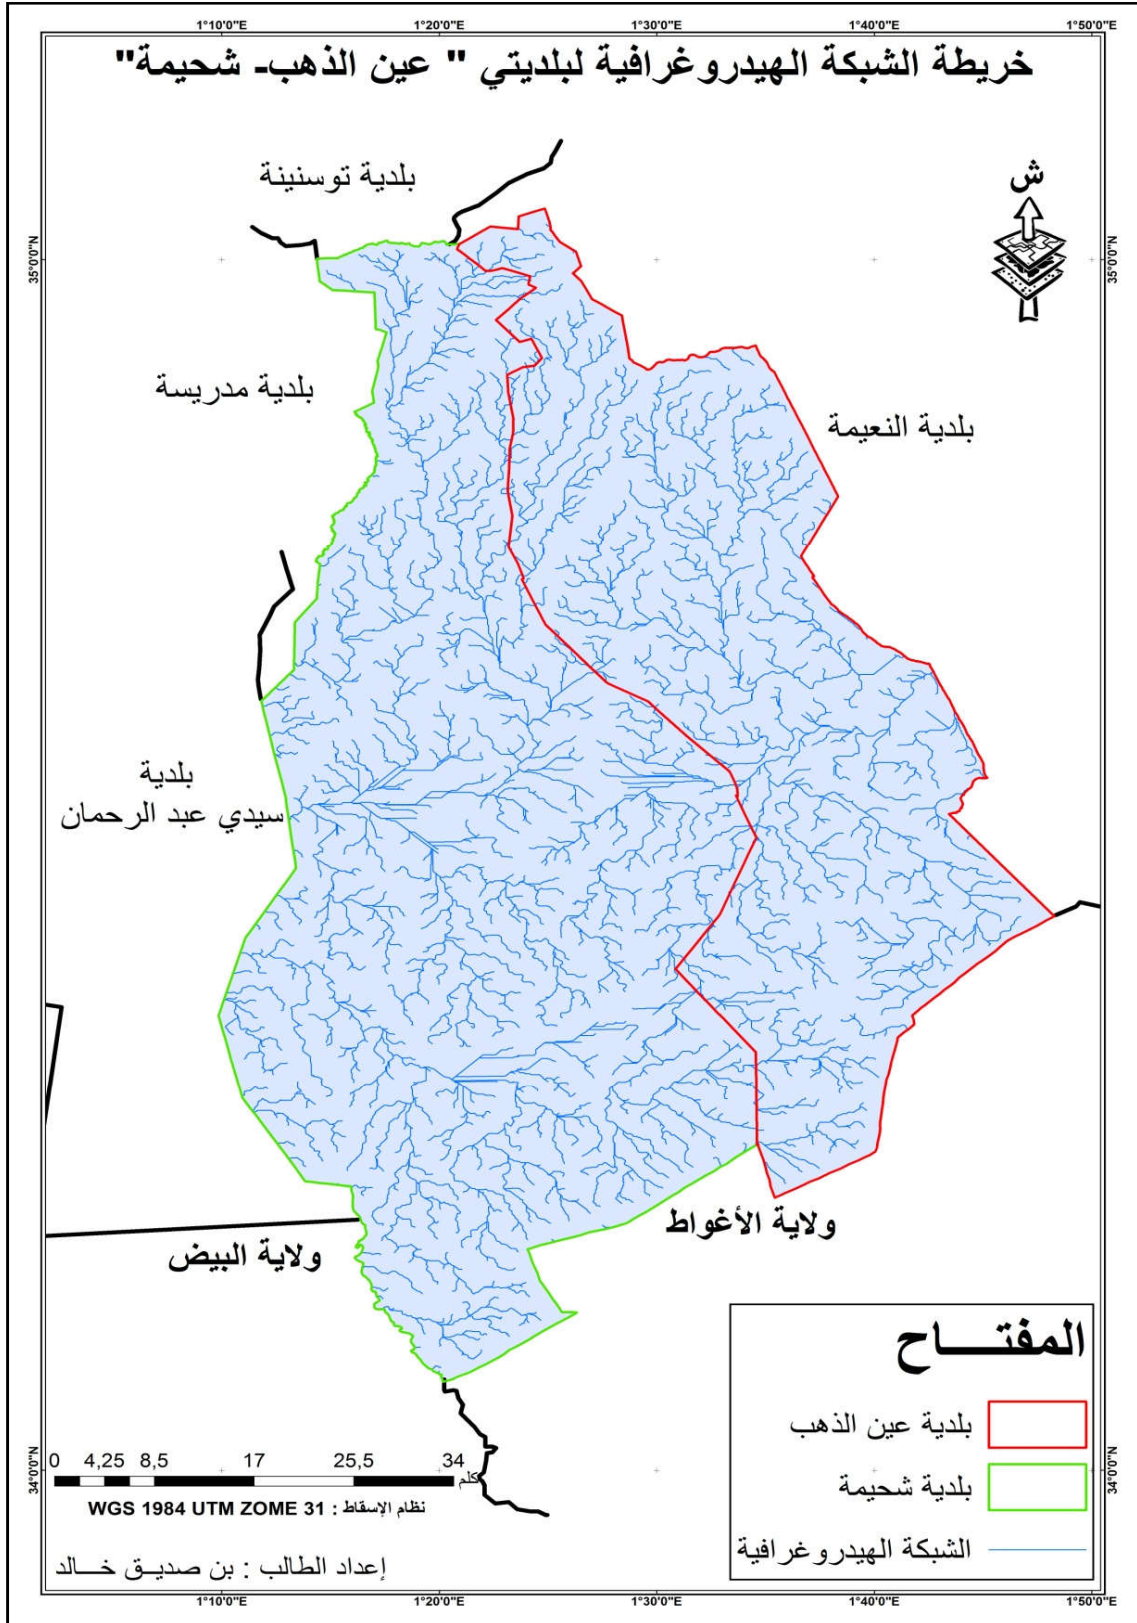 1°10'0"E 1°20'0"E 1°30'0"E 1°40'0"E 1°50'0"E
خريطة الشبكة الهيدروغرافية لبلديتي " عين الذهب- شحيمة"
بلدية توسنينة
ش
35°0'0"N 35°0'0"N
بلدية مدريسة
بلدية النعيمة
بلدية
سيدي عبد الرحمان
ولاية الأغواط
ولاية البيض
المفتــــاح
بلدية عين الذهب
بلدية شحيمة
الشبكة الهيدروغرافية
0 4,25 8,5 17 25,5 34
كلم
34°0'0"N 34°0'0"N
نظام الإسقاط : WGS 1984 UTM ZOME 31
إعداد الطالب : بن صديــق خـــالد
1°10'0"E 1°20'0"E 1°30'0"E 1°40'0"E 1°50'0"E